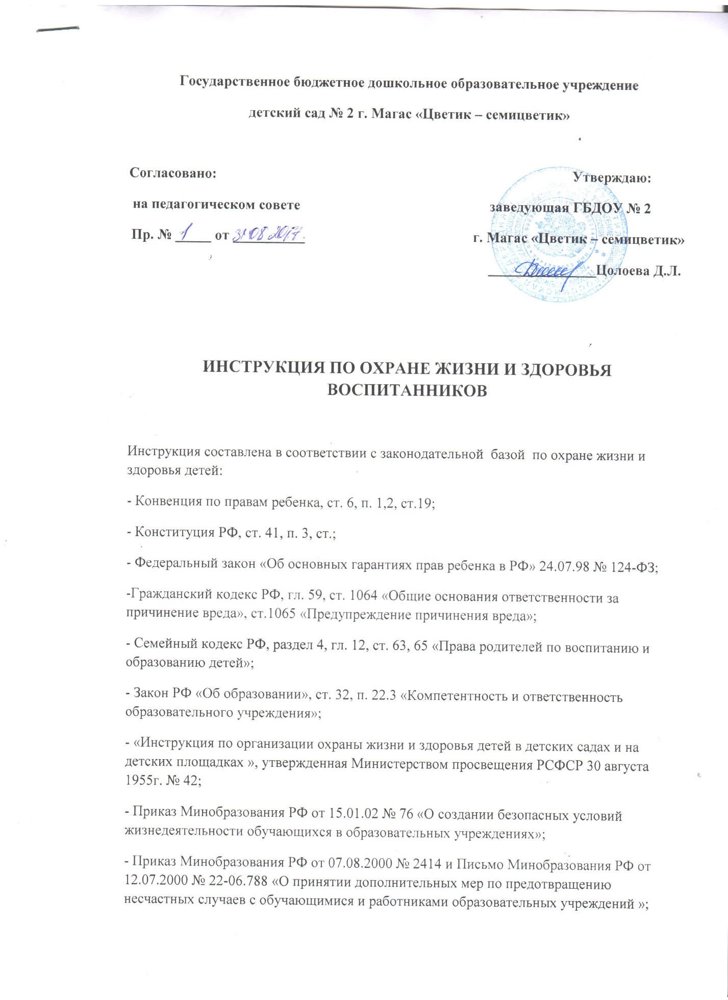 Государственное бюджетное дошкольное образовательное учреждение
детский сад № 2 г. Магас «Цветик – семицветик»
Согласовано:
Утверждаю:
на педагогическом совете
заведующая ГБДОУ № 2
Пр. № 1 от 31.08.2017.
г. Магас «Цветик – семицветик»
Цолоева Д.Л.
ИНСТРУКЦИЯ ПО ОХРАНЕ ЖИЗНИ И ЗДОРОВЬЯ
ВОСПИТАННИКОВ
Инструкция составлена в соответствии с законодательной базой по охране жизни и
здоровья детей:
- Конвенция по правам ребенка, ст. 6, п. 1,2, ст.19;
- Конституция РФ, ст. 41, п. 3, ст.;
- Федеральный закон «Об основных гарантиях прав ребенка в РФ» 24.07.98 № 124-ФЗ;
-Гражданский кодекс РФ, гл. 59, ст. 1064 «Общие основания ответственности за
причинение вреда», ст.1065 «Предупреждение причинения вреда»;
- Семейный кодекс РФ, раздел 4, гл. 12, ст. 63, 65 «Права родителей по воспитанию и
образованию детей»;
- Закон РФ «Об образовании», ст. 32, п. 22.3 «Компетентность и ответственность
образовательного учреждения»;
- «Инструкция по организации охраны жизни и здоровья детей в детских садах и на
детских площадках », утвержденная Министерством просвещения РСФСР 30 августа
1955г. № 42;
- Приказ Минобразования РФ от 15.01.02 № 76 «О создании безопасных условий
жизнедеятельности обучающихся в образовательных учреждениях»;
- Приказ Минобразования РФ от 07.08.2000 № 2414 и Письмо Минобразования РФ от
12.07.2000 № 22-06.788 «О принятии дополнительных мер по предотвращению
несчастных случаев с обучающимися и работниками образовательных учреждений »;